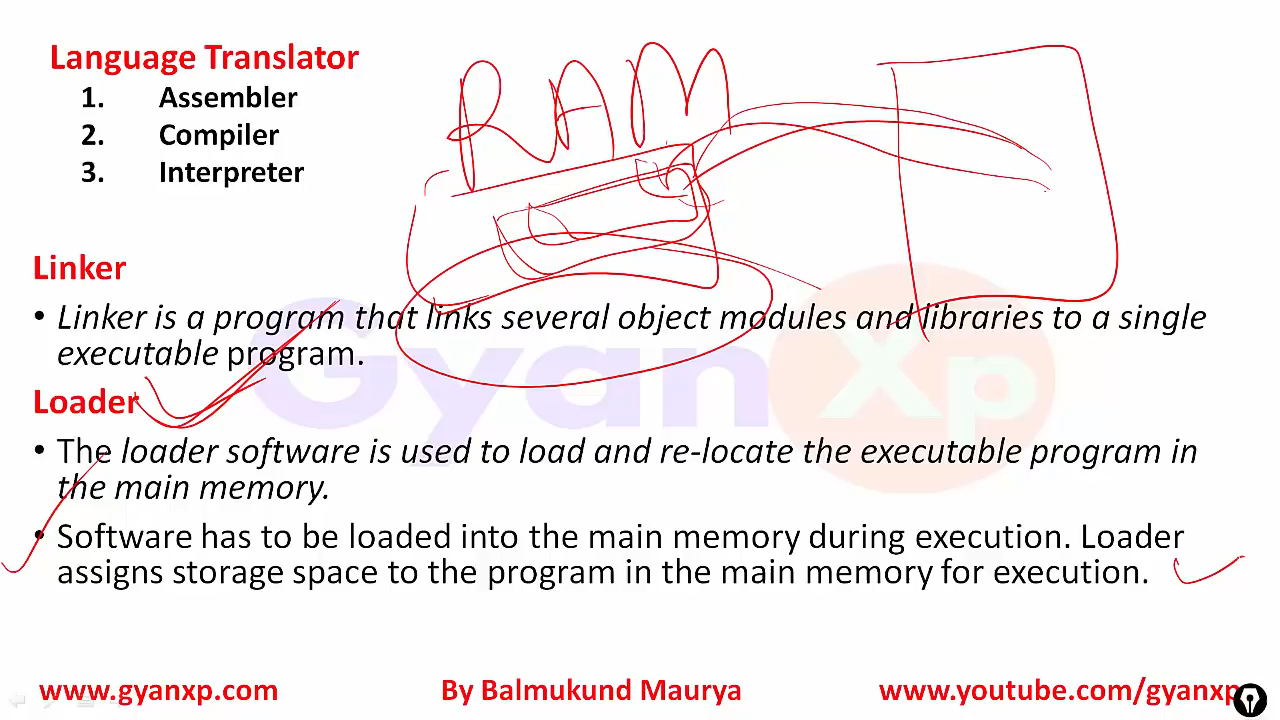 Language Translator
1. Assembler
2. Compiler
3. Interpreter
RAM
Linker
• Linker is a program that links several object modules and libraries to a single
executable program.
Loader
• The loader software is used to load and re-locate the executable program in
the main memory.
• Software has to be loaded into the main memory during execution. Loader
assigns storage space to the program in the main memory for execution.
GyanXp
www.gyanxp.com By Balmukund Maurya www.youtube.com/gyanxp